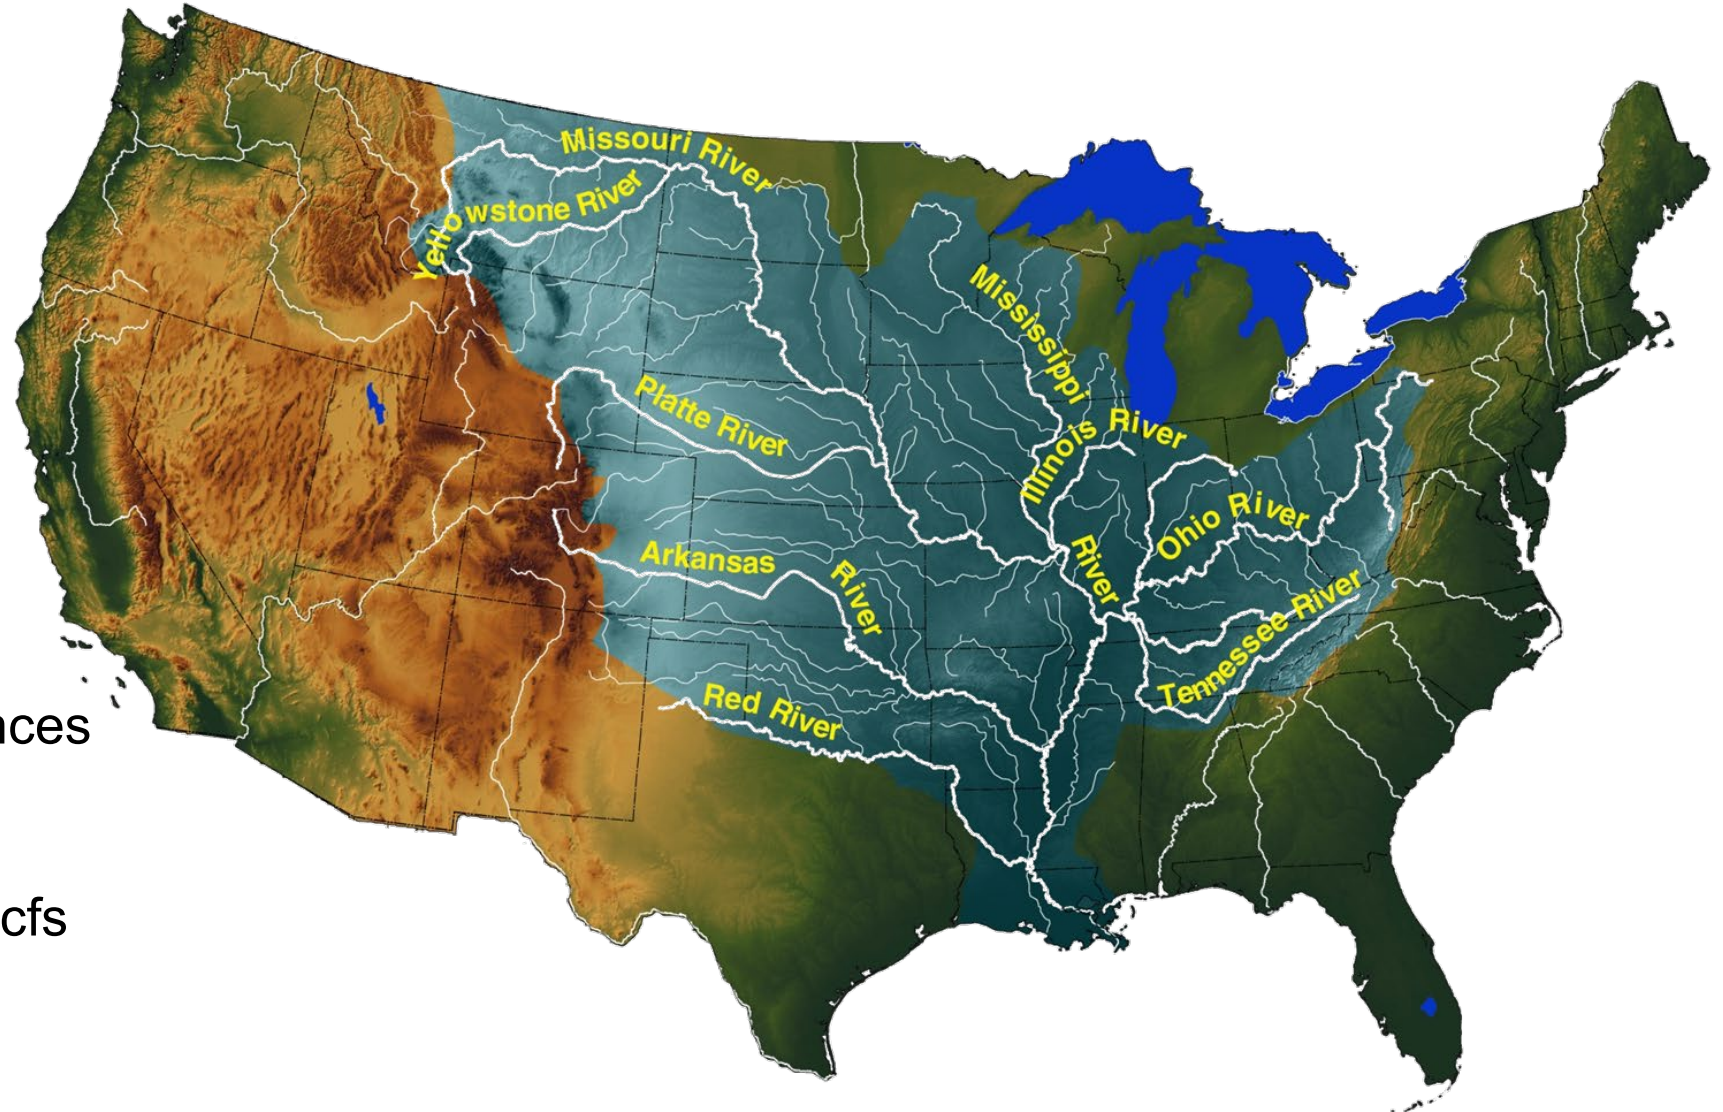 Missouri River
Yellowstone River
Mississippi River
Platte River
Illinois River
Ohio River
Arkansas River
Tennessee River
Red River
nces
cfs